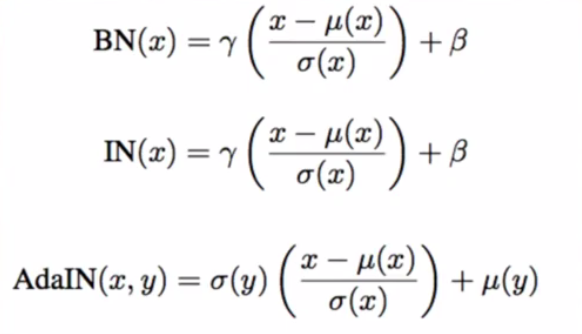 BN(x) = γ ( (x − μ(x)) / σ(x) ) + β
IN(x) = γ ( (x − μ(x)) / σ(x) ) + β
AdaIN(x, y) = σ(y) ( (x − μ(x)) / σ(x) ) + μ(y)